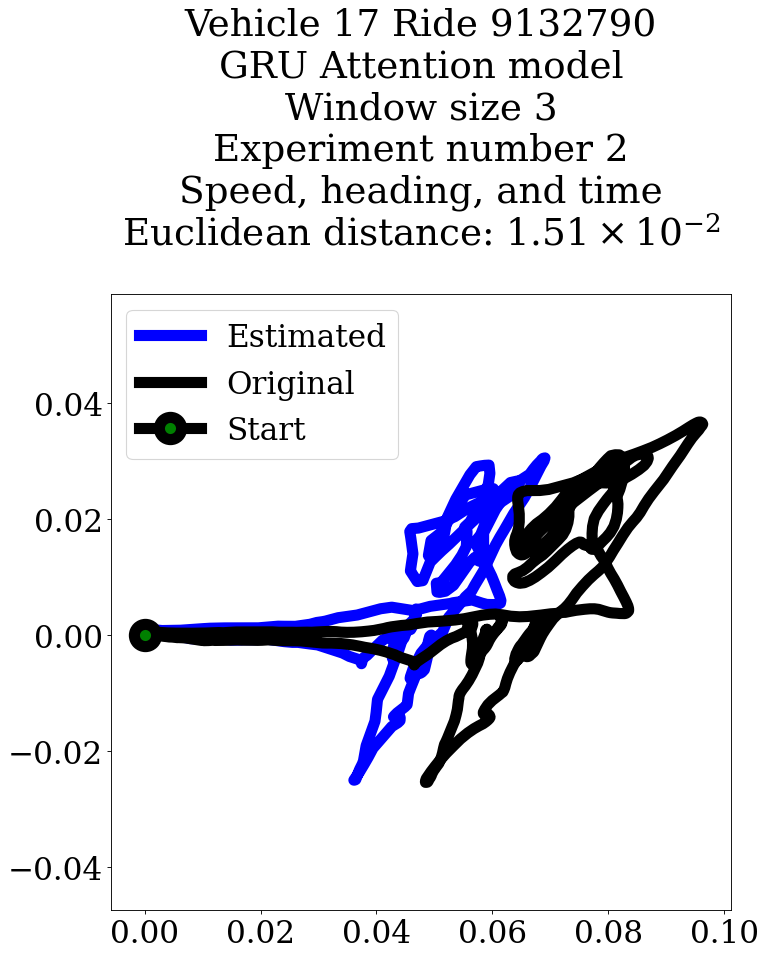 Vehicle 17 Ride 9132790
GRU Attention model
Window size 3
Experiment number 2
Speed, heading, and time
Euclidean distance: 1.51 × 10⁻²
Estimated
Original
Start
0.04
0.02
0.00
−0.02
−0.04
0.00 0.02 0.04 0.06 0.08 0.10